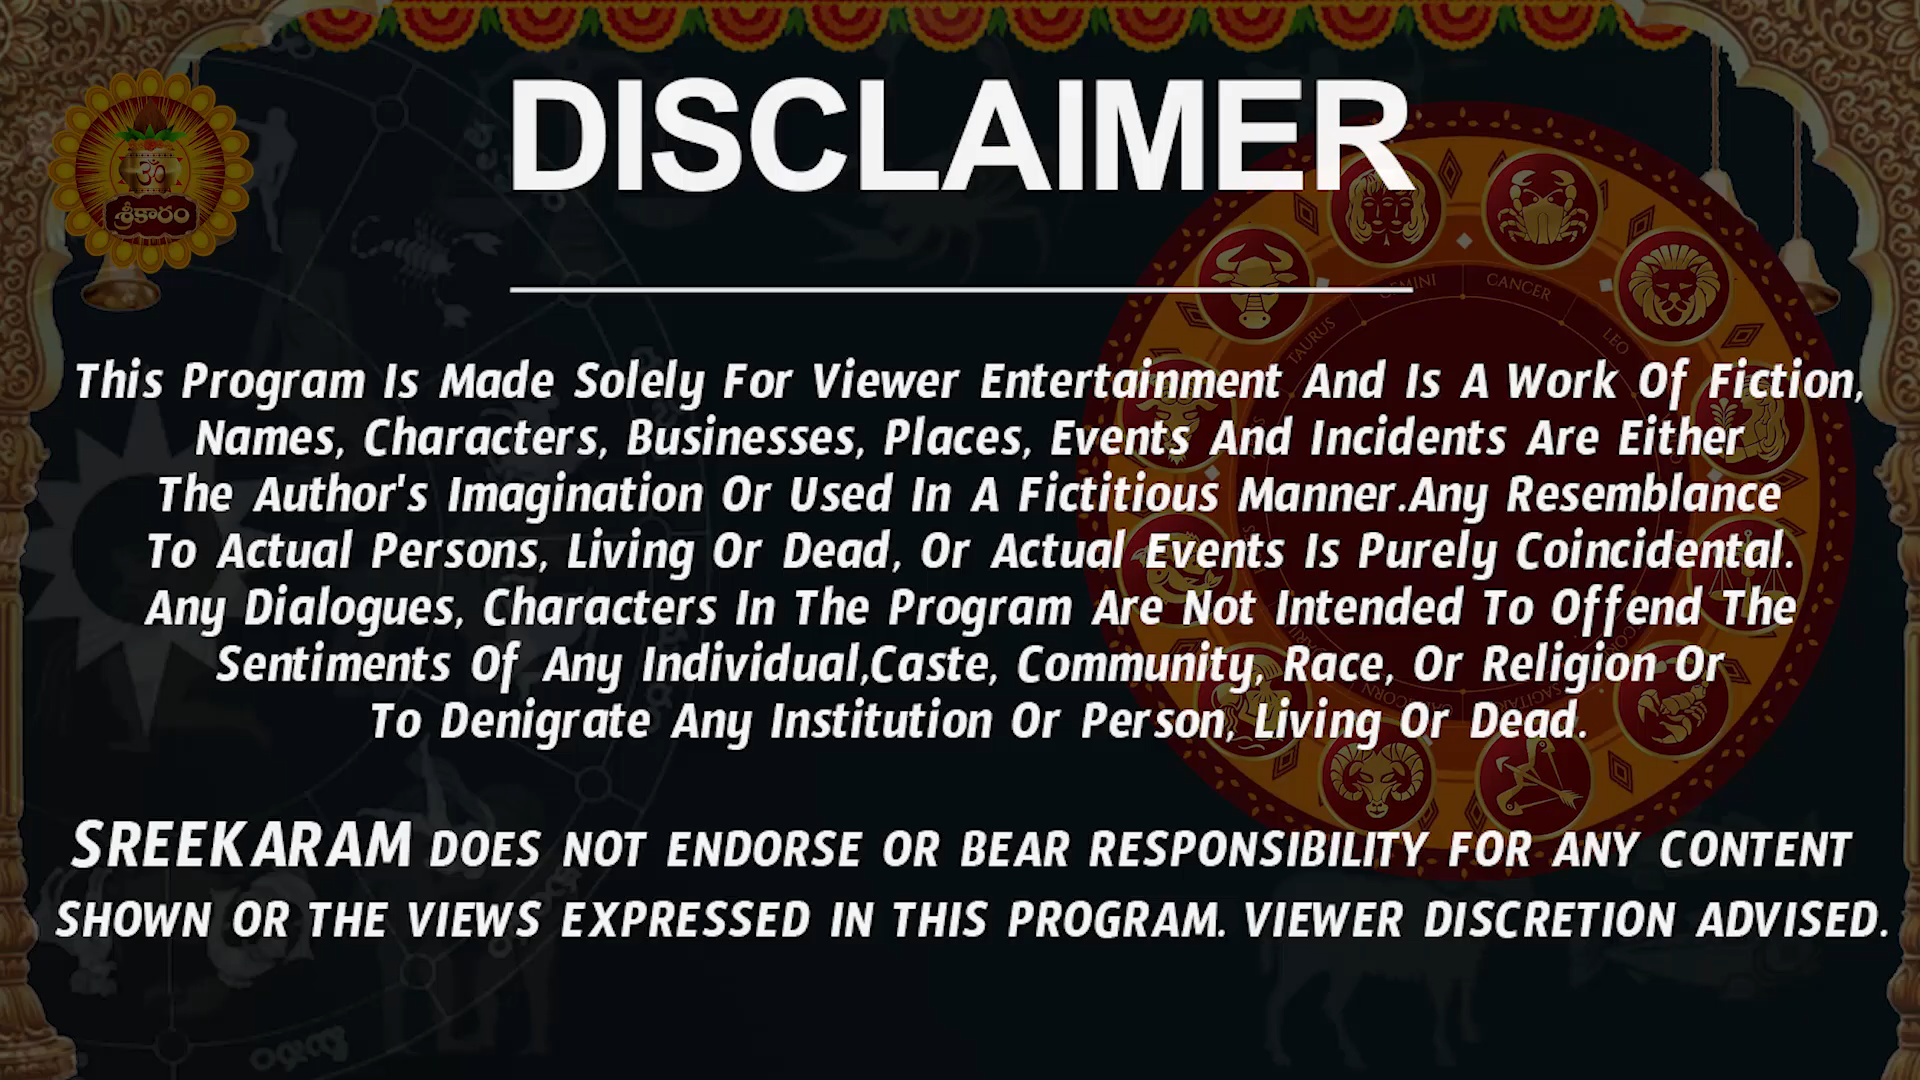 DISCLAIMER
ॐ
శ్రీకారం
GEMINI
CANCER
TAURUS
LEO
This Program Is Made Solely For Viewer Entertainment And Is A Work Of Fiction,
Names, Characters, Businesses, Places, Events And Incidents Are Either
The Author's Imagination Or Used In A Fictitious Manner.Any Resemblance
To Actual Persons, Living Or Dead, Or Actual Events Is Purely Coincidental.
Any Dialogues, Characters In The Program Are Not Intended To Offend The
Sentiments Of Any Individual,Caste, Community, Race, Or Religion Or
To Denigrate Any Institution Or Person, Living Or Dead.
SREEKARAM DOES NOT ENDORSE OR BEAR RESPONSIBILITY FOR ANY CONTENT
SHOWN OR THE VIEWS EXPRESSED IN THIS PROGRAM. VIEWER DISCRETION ADVISED.